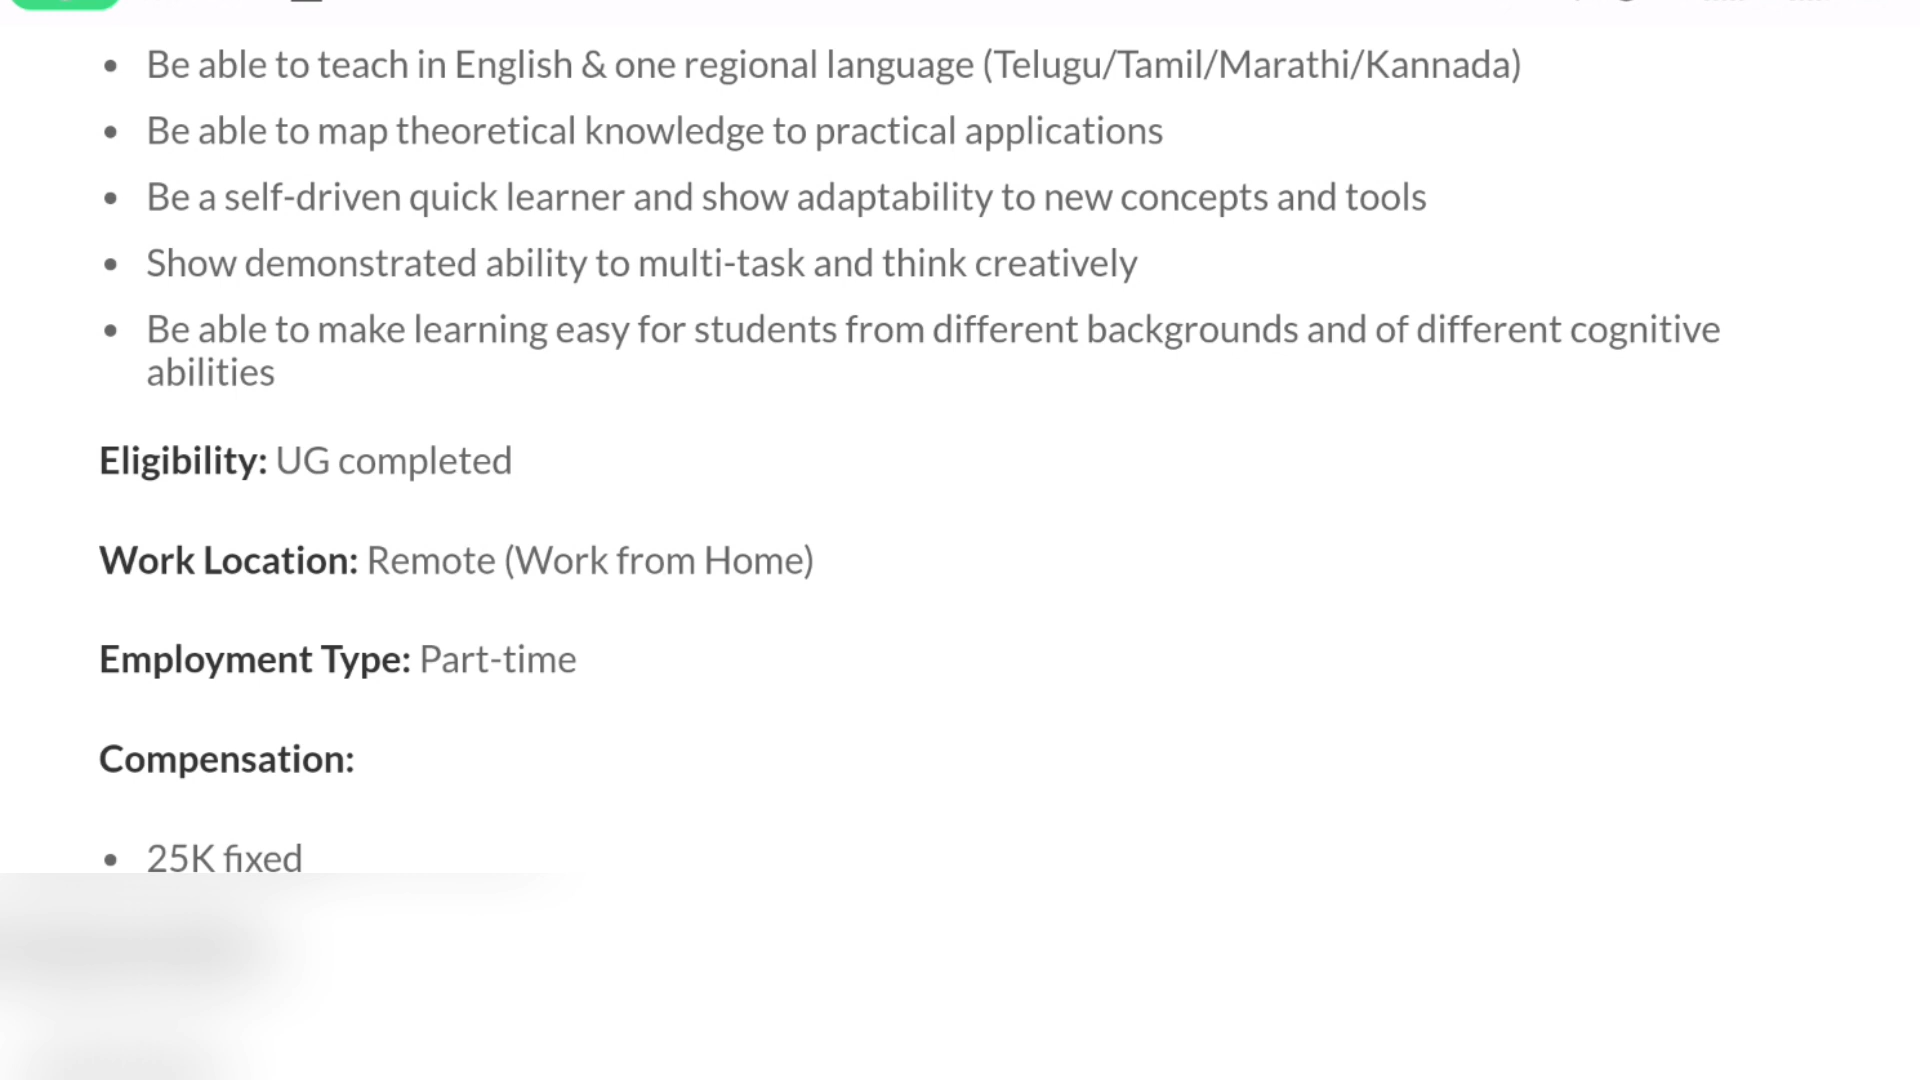 • Be able to teach in English & one regional language (Telugu/Tamil/Marathi/Kannada)
• Be able to map theoretical knowledge to practical applications
• Be a self-driven quick learner and show adaptability to new concepts and tools
• Show demonstrated ability to multi-task and think creatively
• Be able to make learning easy for students from different backgrounds and of different cognitive
abilities
Eligibility: UG completed
Work Location: Remote (Work from Home)
Employment Type: Part-time
Compensation:
• 25K fixed